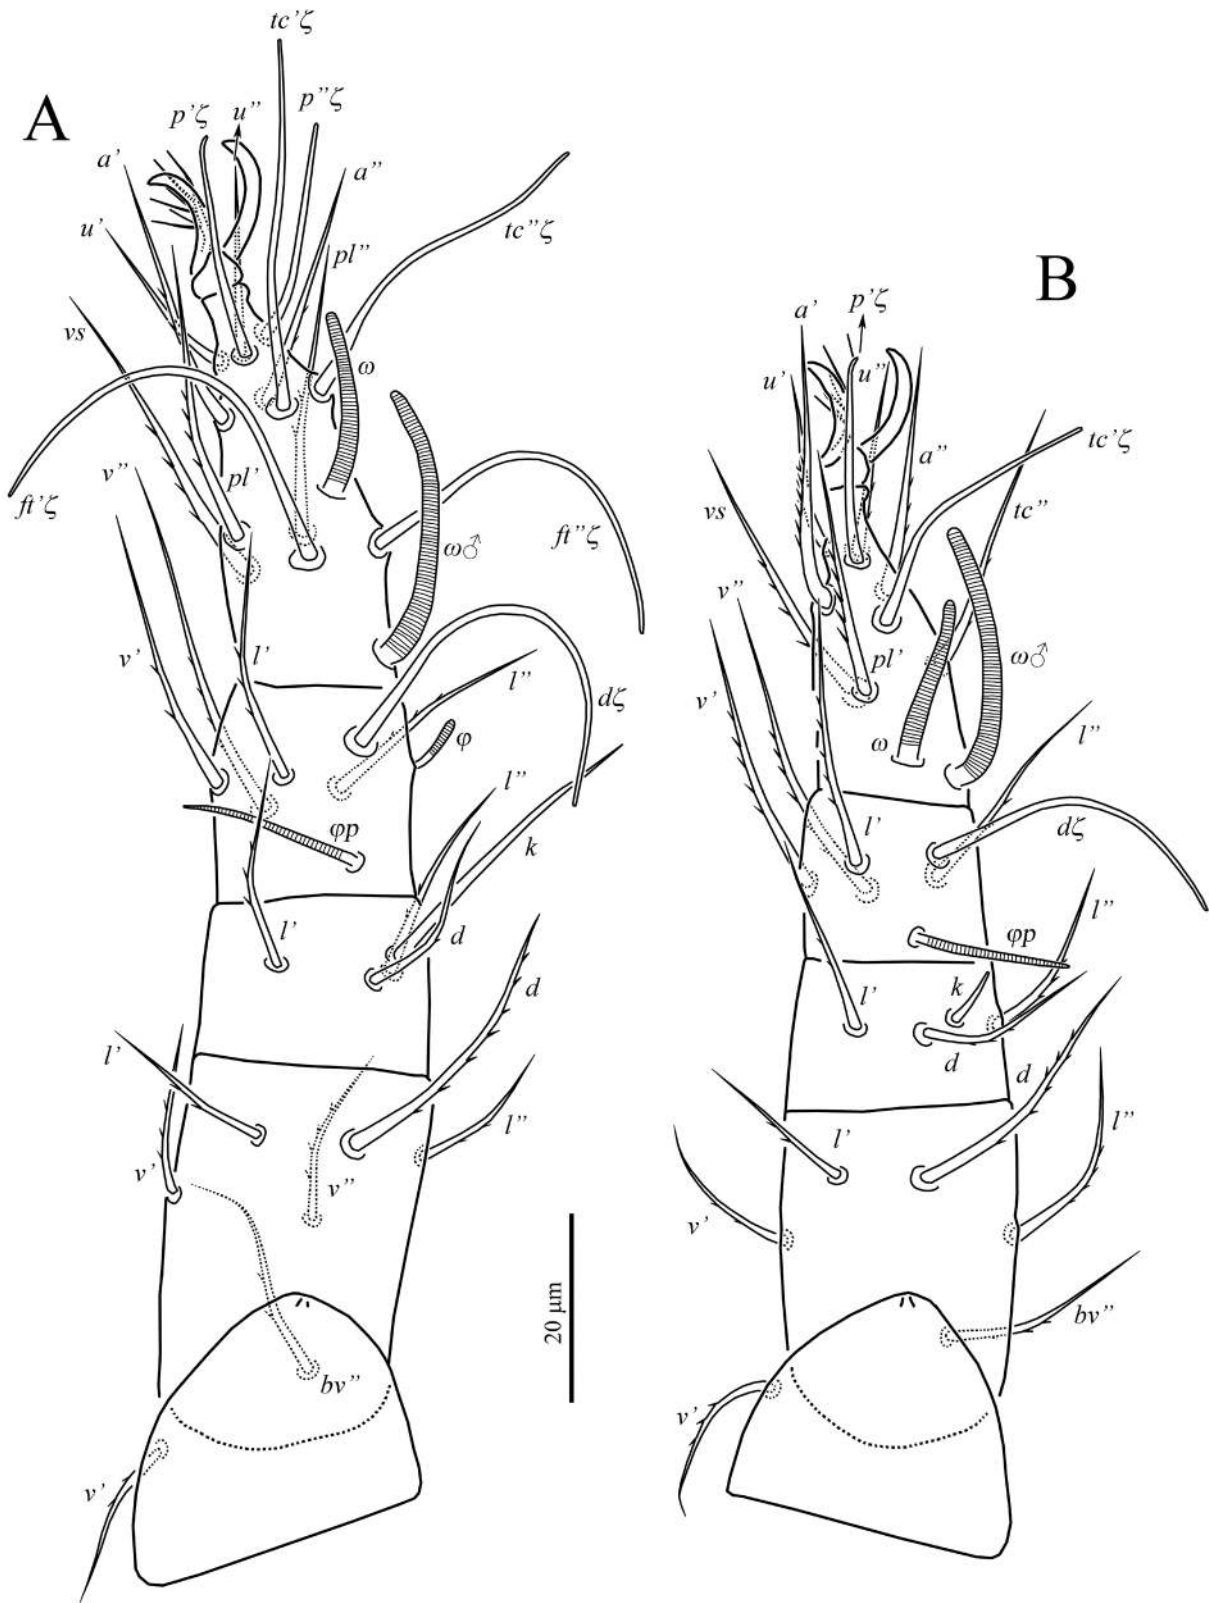 A
tc’ζ
p’ζ
u”
p”ζ
a’
a”
u’
tc”ζ
pl”
vs
ω
ft’ζ
v”
pl’
ω♂
ft”ζ
v’
l’
l”
dζ
φ
φp
l”
k
l’
d
d
l’
l”
v’
v”
bv”
v’
20 µm
B
a’
p’ζ
u’
u”
tc’ζ
a”
vs
tc”
v”
v’
pl’
ω♂
ω
l”
l’
dζ
φp
l”
l’
k
d
d
l’
l”
v’
bv”
v’